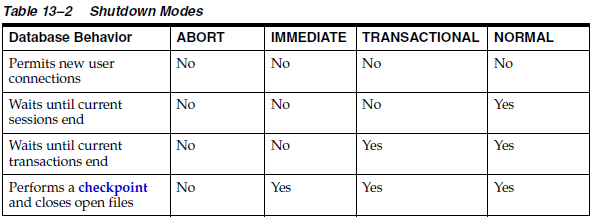 Table 13–2 Shutdown Modes
Database Behavior ABORT IMMEDIATE TRANSACTIONAL NORMAL
Permits new user
connections No No No No
Waits until current
sessions end No No No Yes
Waits until current
transactions end No No Yes Yes
Performs a checkpoint
and closes open files No Yes Yes Yes